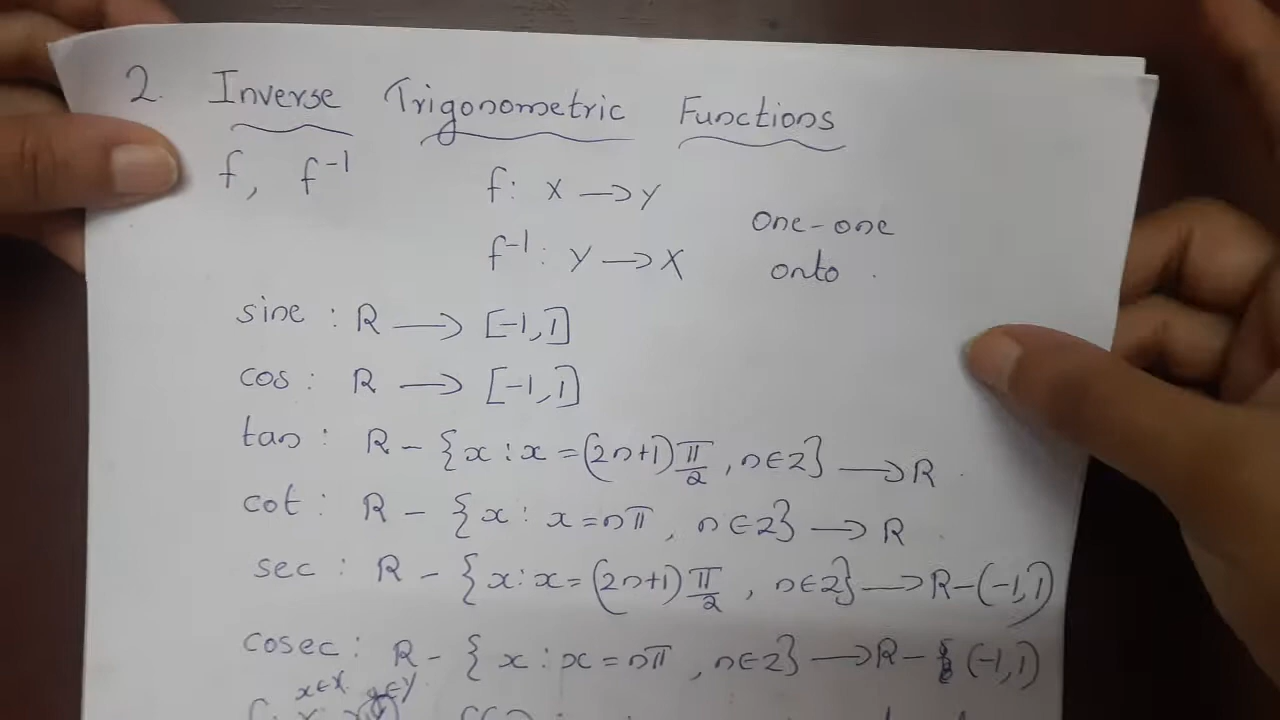 2. Inverse Trigonometric Functions
f, f⁻¹ f: X → Y
one-one
f⁻¹: Y → X
onto.
sine : R → [-1,1]
cos : R → [-1,1]
tan : R - {x : x = (2n+1) π/2 , n∈Z} → R.
cot : R - {x : x = nπ , n∈Z} → R.
sec : R - {x : x = (2n+1) π/2 , n∈Z} → R-(-1,1)
cosec : R - {x : x = nπ , n∈Z} → R-(-1,1)
x∈X y∈Y